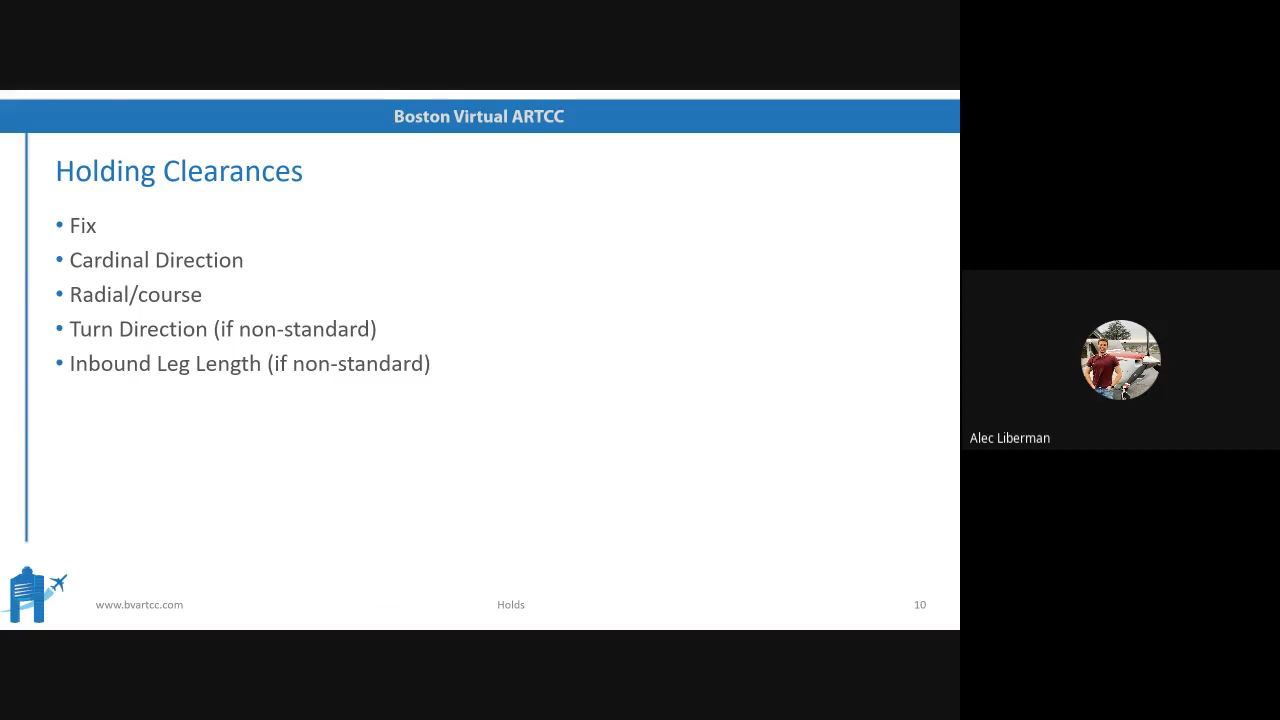 Boston Virtual ARTCC
Holding Clearances
• Fix
• Cardinal Direction
• Radial/course
• Turn Direction (if non-standard)
• Inbound Leg Length (if non-standard)
www.bvartcc.com
Holds
10
Alec Liberman